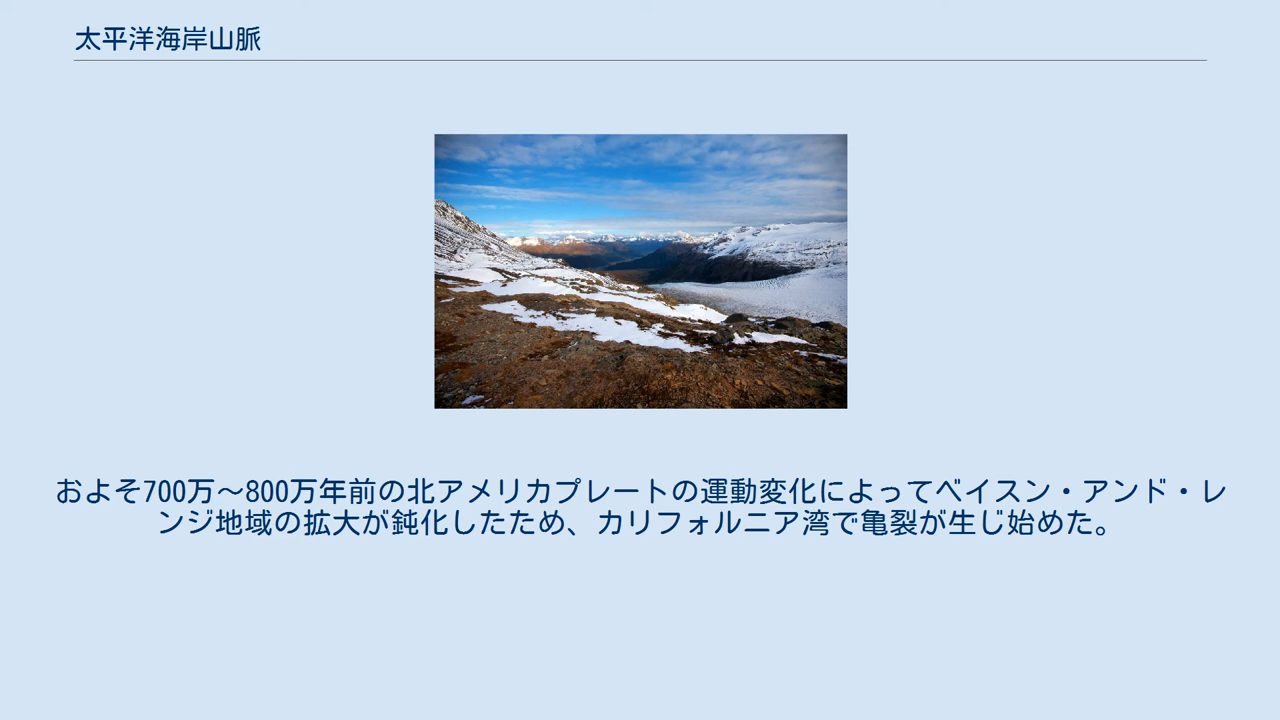 太平洋海岸山脈
およそ700万～800万年前の北アメリカプレートの運動変化によってベイスン・アンド・レ
ンジ地域の拡大が鈍化したため、カリフォルニア湾で亀裂が生じ始めた。